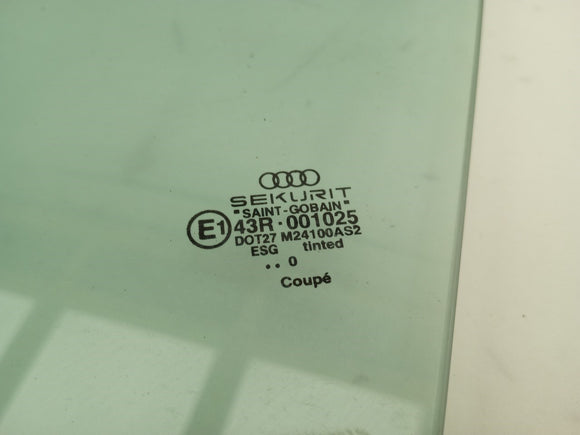 SEKURIT
"SAINT-GOBAIN"
E1 43R · 001025
DOT27 M24100AS2
ESG tinted
.. 0
Coupé